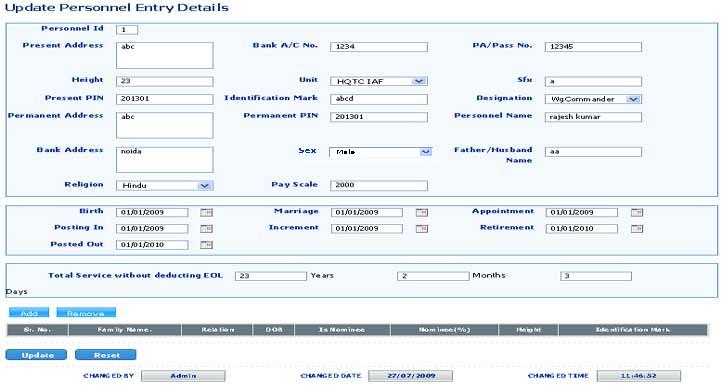 Update Personnel Entry Details
Personnel Id 1
Present Address abc Bank A/C No. 1234 PA/Pass No. 12345
Height 23 Unit HQTC IAF Sfx a
Present PIN 201301 Identification Mark abcd Designation WgCommander
Permanent Address abc Permanent PIN 201301 Personnel Name rajesh kumar
Bank Address noida Sex Male Father/Husband Name aa
Religion Hindu Pay Scale 2000
Birth 01/01/2009 Marriage 01/01/2009 Appointment 01/01/2009
Posting In 01/01/2009 Increment 01/01/2009 Retirement 01/01/2010
Posted Out 01/01/2010
Total Service without deducting EOL 23 Years 2 Months 3
Days
Add Remove
Sr. No. Family Name. Relation DOB Is Nominee Nominee(%) Height Identification Mark
Update Reset
CHANGED BY Admin CHANGED DATE 27/07/2009 CHANGED TIME 11:46:52